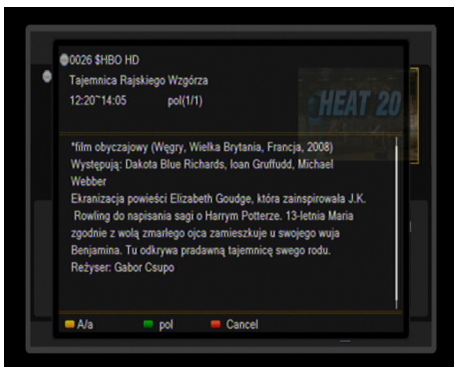 0026 $HBO HD
Tajemnica Rajskiego Wzgórza
12:20~14:05 pol(1/1)
HEAT 20
*film obyczajowy (Węgry, Wielka Brytania, Francja, 2008)
Występują: Dakota Blue Richards, Ioan Gruffudd, Michael
Webber
Ekranizacja powieści Elizabeth Goudge, która zainspirowała J.K.
Rowling do napisania sagi o Harrym Potterze. 13-letnia Maria
zgodnie z wolą zmarłego ojca zamieszkuje u swojego wuja
Benjamina. Tu odkrywa pradawną tajemnicę swego rodu.
Reżyser: Gabor Csupo
A/a pol Cancel